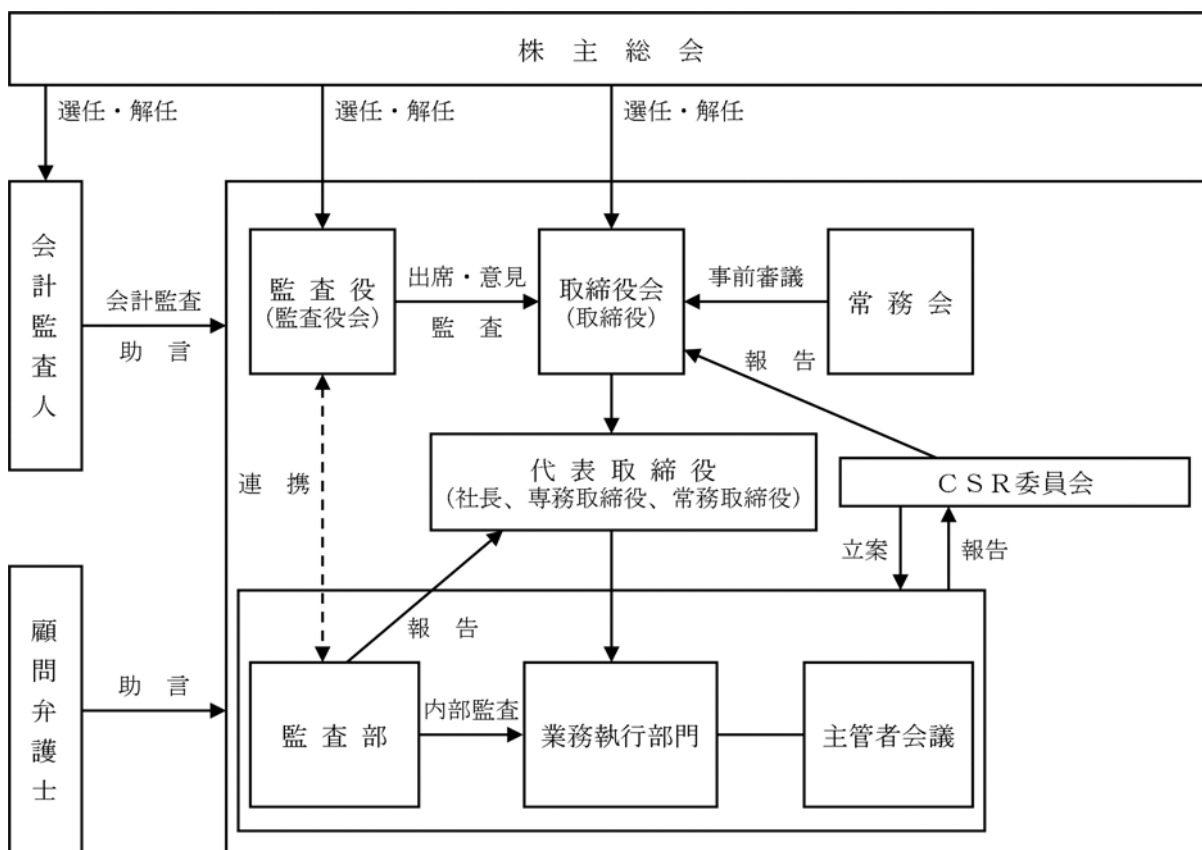 株主総会
選任・解任
選任・解任
選任・解任
会計監査人
会計監査
助言
監査役
(監査役会)
出席・意見
監査
取締役会
(取締役)
事前審議
常務会
報告
連携
代表取締役
(社長、専務取締役、常務取締役)
CSR委員会
立案
報告
顧問弁護士
助言
報告
監査部
内部監査
業務執行部門
主管者会議